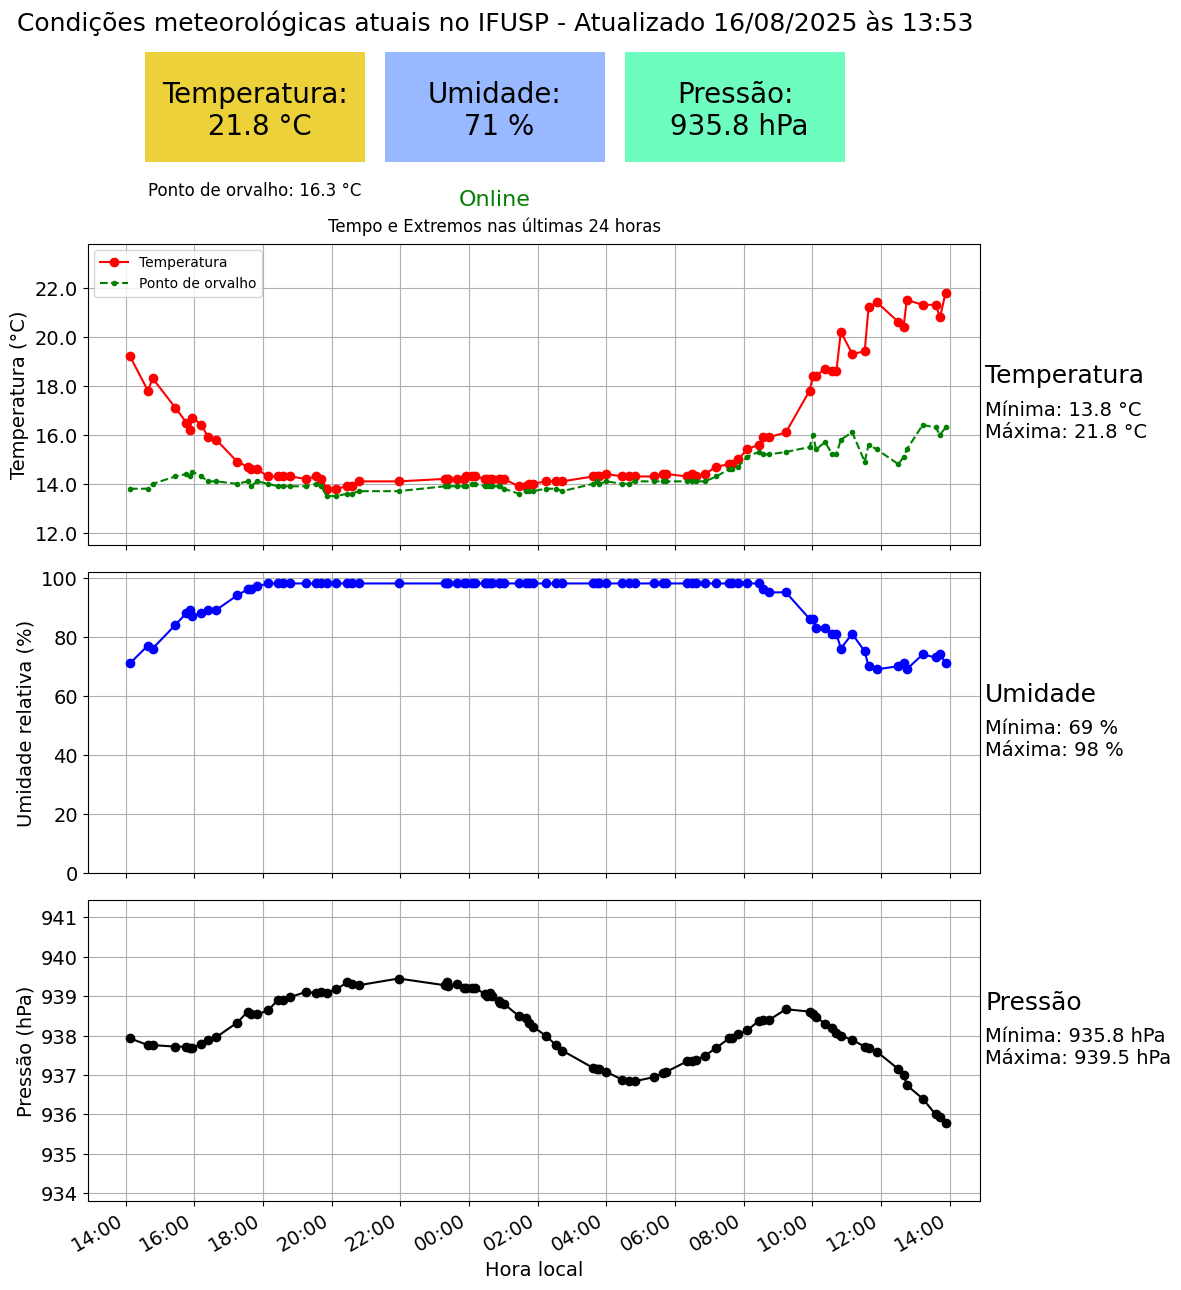 Condições meteorológicas atuais no IFUSP - Atualizado 16/08/2025 às 13:53
Temperatura:
21.8 °C
Umidade:
71 %
Pressão:
935.8 hPa
Ponto de orvalho: 16.3 °C
Online
Tempo e Extremos nas últimas 24 horas
Temperatura
Ponto de orvalho
Temperatura (°C)
22.0
20.0
18.0
16.0
14.0
12.0
Temperatura
Mínima: 13.8 °C
Máxima: 21.8 °C
Umidade relativa (%)
100
80
60
40
20
0
Umidade
Mínima: 69 %
Máxima: 98 %
Pressão (hPa)
941
940
939
938
937
936
935
934
Pressão
Mínima: 935.8 hPa
Máxima: 939.5 hPa
14:00 16:00 18:00 20:00 22:00 00:00 02:00 04:00 06:00 08:00 10:00 12:00 14:00
Hora local